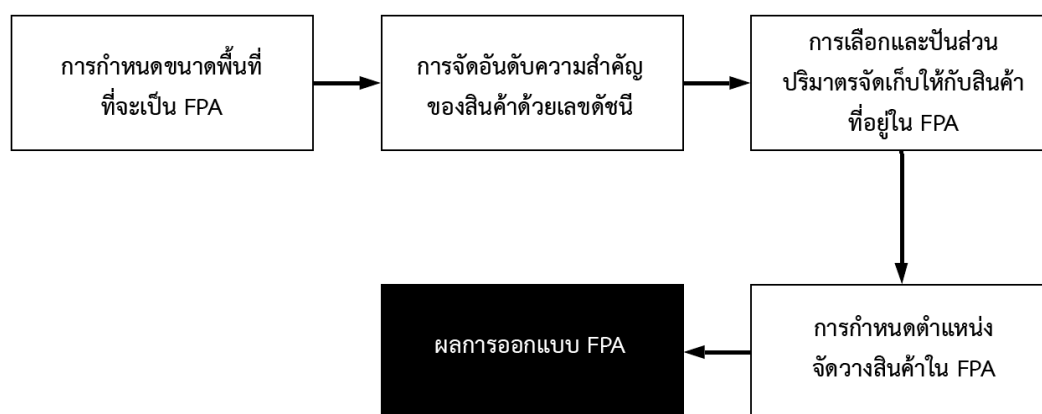 การกำหนดขนาดพื้นที่
ที่จะเป็น FPA
การจัดอันดับความสำคัญ
ของสินค้าด้วยเลขดัชนี
การเลือกและปันส่วน
ปริมาตรจัดเก็บให้กับสินค้า
ที่อยู่ใน FPA
การกำหนดตำแหน่ง
จัดวางสินค้าใน FPA
ผลการออกแบบ FPA